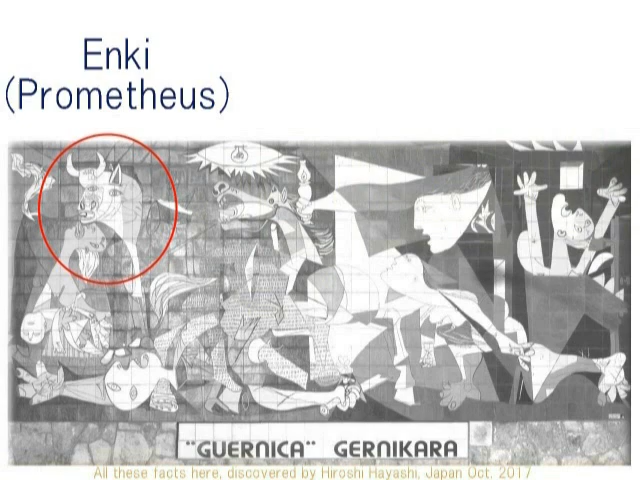 Enki
(Prometheus)
"GUERNICA" GERNIKARA
All these facts here, discovered by Hiroshi Hayashi, Japan Oct. 2017